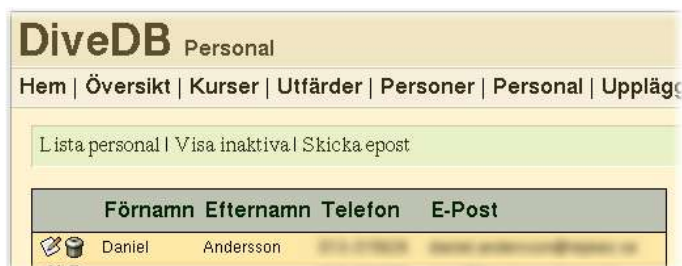 DiveDB Personal
Hem | Översikt | Kurser | Utfärder | Personer | Personal |
Lista personal | Visa inaktiva | Skicka epost
Förnamn Efternamn Telefon E-Post
Daniel Andersson